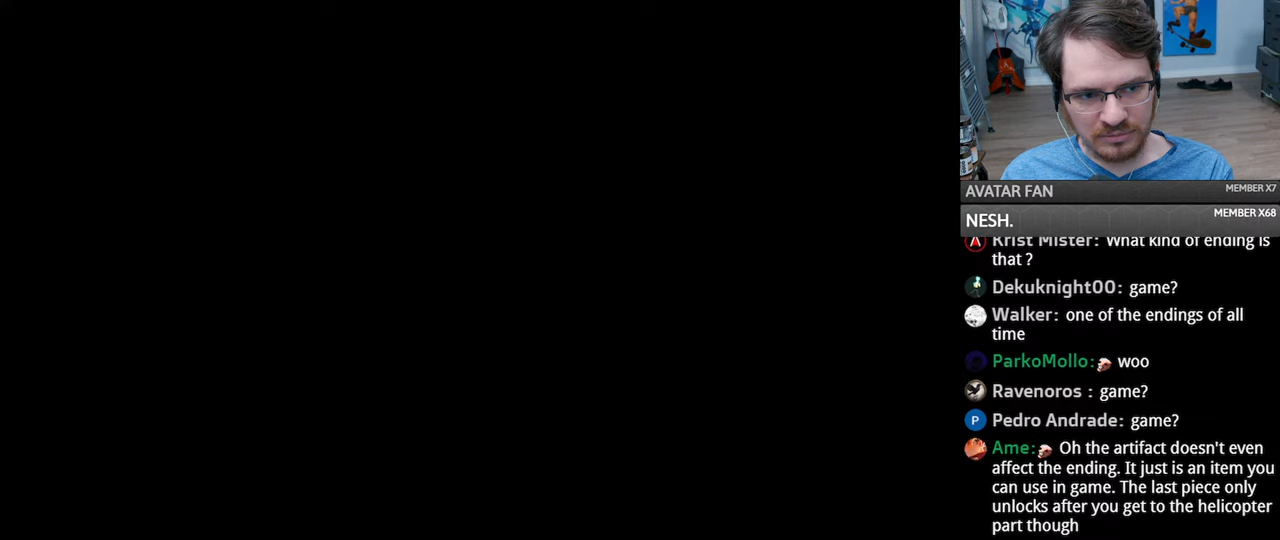 AVATAR FAN
MEMBER X7
NESH.
MEMBER X68
Krist Mister: What kind of ending is
that ?
Dekuknight00: game?
Walker: one of the endings of all
time
ParkoMollo: woo
Ravenoros : game?
P Pedro Andrade: game?
Ame: Oh the artifact doesn't even
affect the ending. It just is an item you
can use in game. The last piece only
unlocks after you get to the helicopter
part though